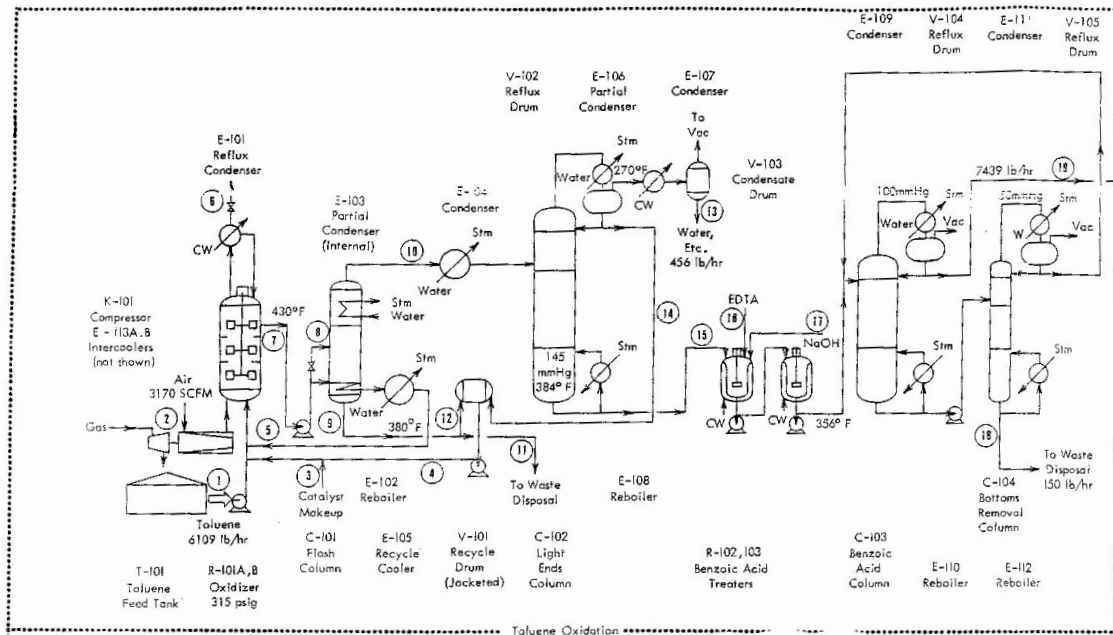 E-109
Condenser
V-104
Reflux
Drum
E-111
Condenser
V-105
Reflux
Drum
V-102
Reflux
Drum
E-106
Partial
Condenser
E-107
Condenser
To
Vac
V-103
Condensate
Drum
E-101
Reflux
Condenser
6
CW
E-103
Partial
Condenser
(Internal)
E-104
Condenser
Stm
10
Water
Stm
Water
270°F
Stm
CW
13
Water,
Etc.
456 lb/hr
7439 lb/hr
19
100mmHg
Stm
Water
Vac
50mmHg
Stm
W
Vac
K-101
Compressor
E-113A,B
Intercoolers
(not shown)
Air
3170 SCFM
430°F
7
8
Stm
Water
Stm
Water
9
380°F
12
14
145
mmHg
384° F
Stm
15
EDTA
16
17
NaOH
CW
CW
356° F
Stm
Stm
Gas
2
5
1
3
Catalyst
Makeup
4
11
To Waste
Disposal
18
To Waste
Disposal
150 lb/hr
Toluene
6109 lb/hr
E-102
Reboiler
E-108
Reboiler
C-104
Bottoms
Removal
Column
T-101
Toluene
Feed Tank
R-101A,B
Oxidizer
315 psig
C-101
Flash
Column
E-105
Recycle
Cooler
V-101
Recycle
Drum
(Jacketed)
C-102
Light
Ends
Column
R-102, 103
Benzoic Acid
Treaters
C-103
Benzoic
Acid
Column
E-110
Reboiler
E-112
Reboiler
Toluene Oxidation